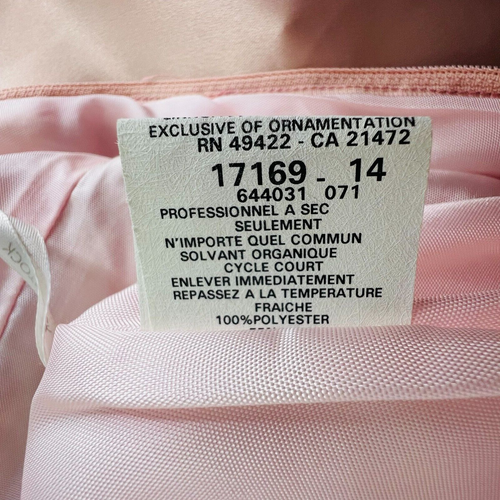 EXCLUSIVE OF ORNAMENTATION
RN 49422 - CA 21472
17169 - 14
644031 071
PROFESSIONNEL A SEC
SEULEMENT
N'IMPORTE QUEL COMMUN
SOLVANT ORGANIQUE
CYCLE COURT
ENLEVER IMMEDIATEMENT
REPASSEZ A LA TEMPERATURE
FRAICHE
100%POLYESTER